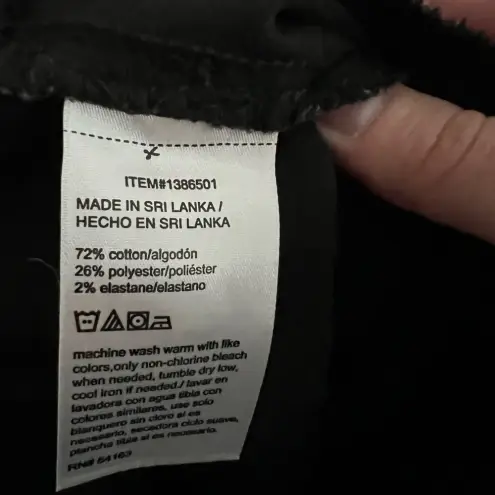 ITEM#1386501
MADE IN SRI LANKA /
HECHO EN SRI LANKA
72% cotton/algodón
26% polyester/poliéster
2% elastane/elastano
machine wash warm with like
colors,only non-chlorine bleach
when needed, tumble dry low,
cool iron if needed./ lavar en
lavadora con agua tibia con
colores similares, use solo
blanquero sin cloro si es
necessario, secadora ciclo suave,
plancha tibia si es necesario.
RN# 54163